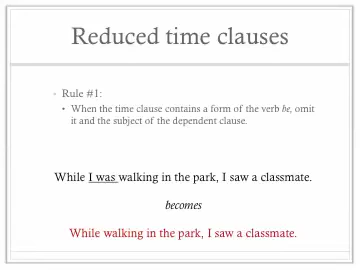 Reduced time clauses
Rule #1:
• When the time clause contains a form of the verb be, omit
it and the subject of the dependent clause.
While I was walking in the park, I saw a classmate.
becomes
While walking in the park, I saw a classmate.